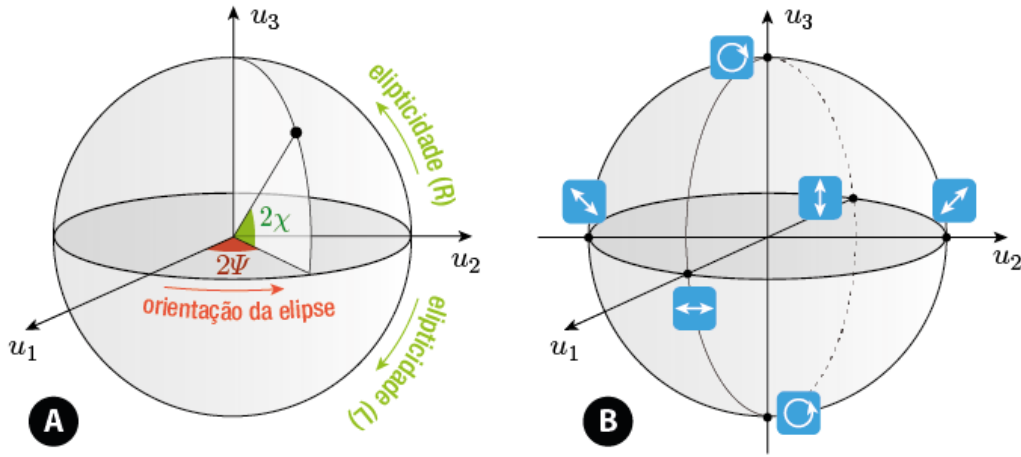 u₃
elipticidade (R)
2χ
2Ψ
u₂
orientação da elipse
u₁
elipticidade (L)
A
u₃
u₂
u₁
B